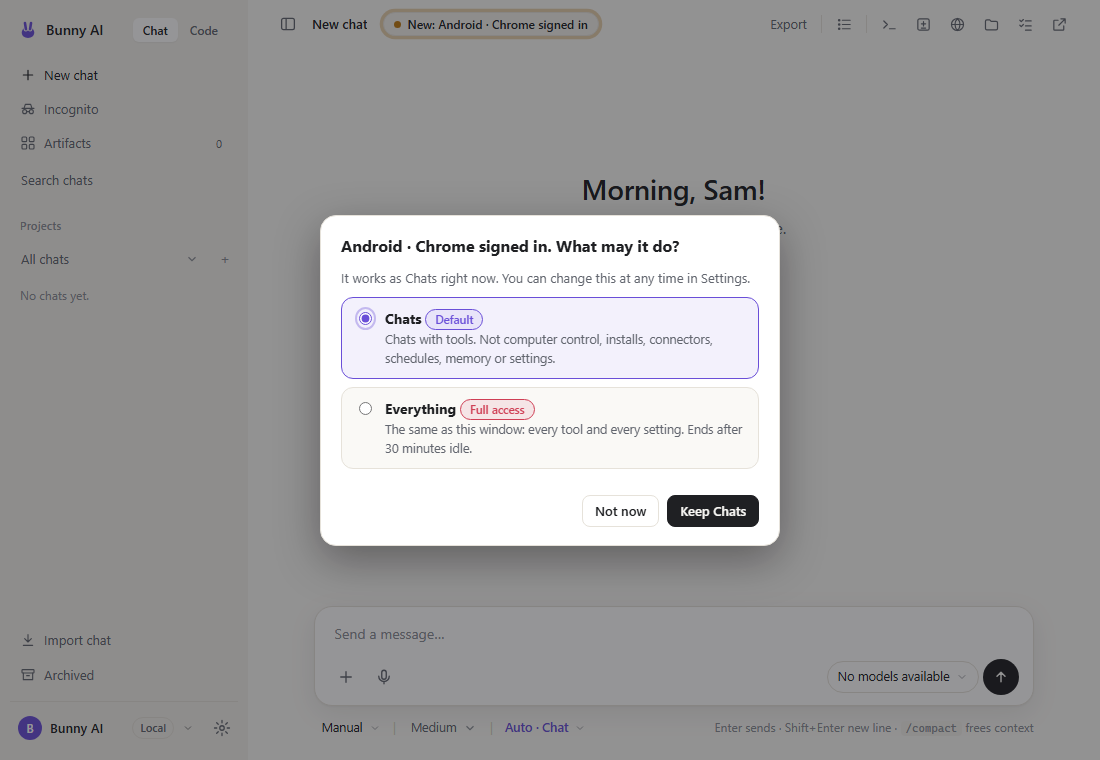 Bunny AI
Chat
Code
New chat
Incognito
Artifacts
0
Search chats
Projects
All chats
No chats yet.
Import chat
Archived
B
Bunny AI
Local
New chat
New: Android · Chrome signed in
Export
Morning, Sam!
e.
Android · Chrome signed in. What may it do?
It works as Chats right now. You can change this at any time in Settings.
Chats Default
Chats with tools. Not computer control, installs, connectors,
schedules, memory or settings.
Everything Full access
The same as this window: every tool and every setting. Ends after
30 minutes idle.
Not now
Keep Chats
Send a message…
No models available
Manual
Medium
Auto · Chat
Enter sends · Shift+Enter new line · /compact frees context